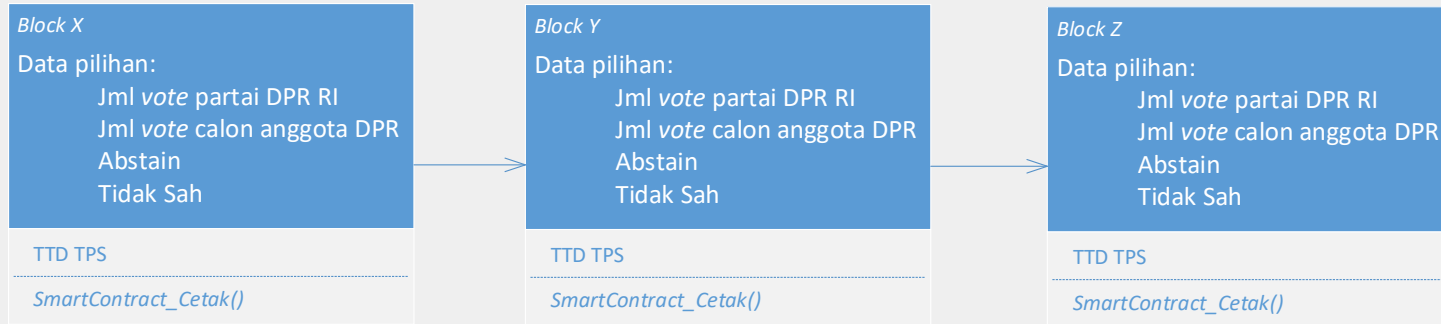 Block X
Data pilihan:
Jml vote partai DPR RI
Jml vote calon anggota DPR
Abstain
Tidak Sah
TTD TPS
SmartContract_Cetak()
Block Y
Data pilihan:
Jml vote partai DPR RI
Jml vote calon anggota DPR
Abstain
Tidak Sah
TTD TPS
SmartContract_Cetak()
Block Z
Data pilihan:
Jml vote partai DPR RI
Jml vote calon anggota DPR
Abstain
Tidak Sah
TTD TPS
SmartContract_Cetak()